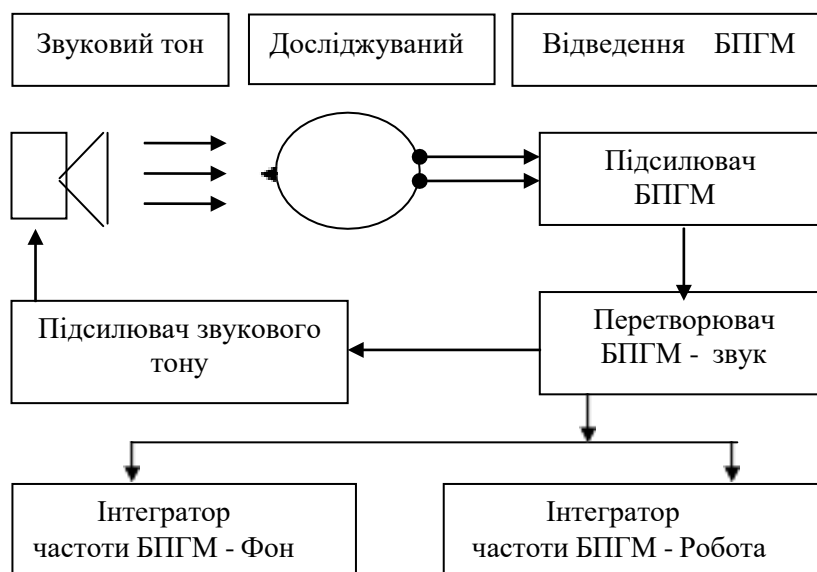 Звуковий тон
Досліджуваний
Відведення БПГМ
Підсилювач
БПГМ
Підсилювач звукового
тону
Перетворювач
БПГМ - звук
Інтегратор
частоти БПГМ - Фон
Інтегратор
частоти БПГМ - Робота